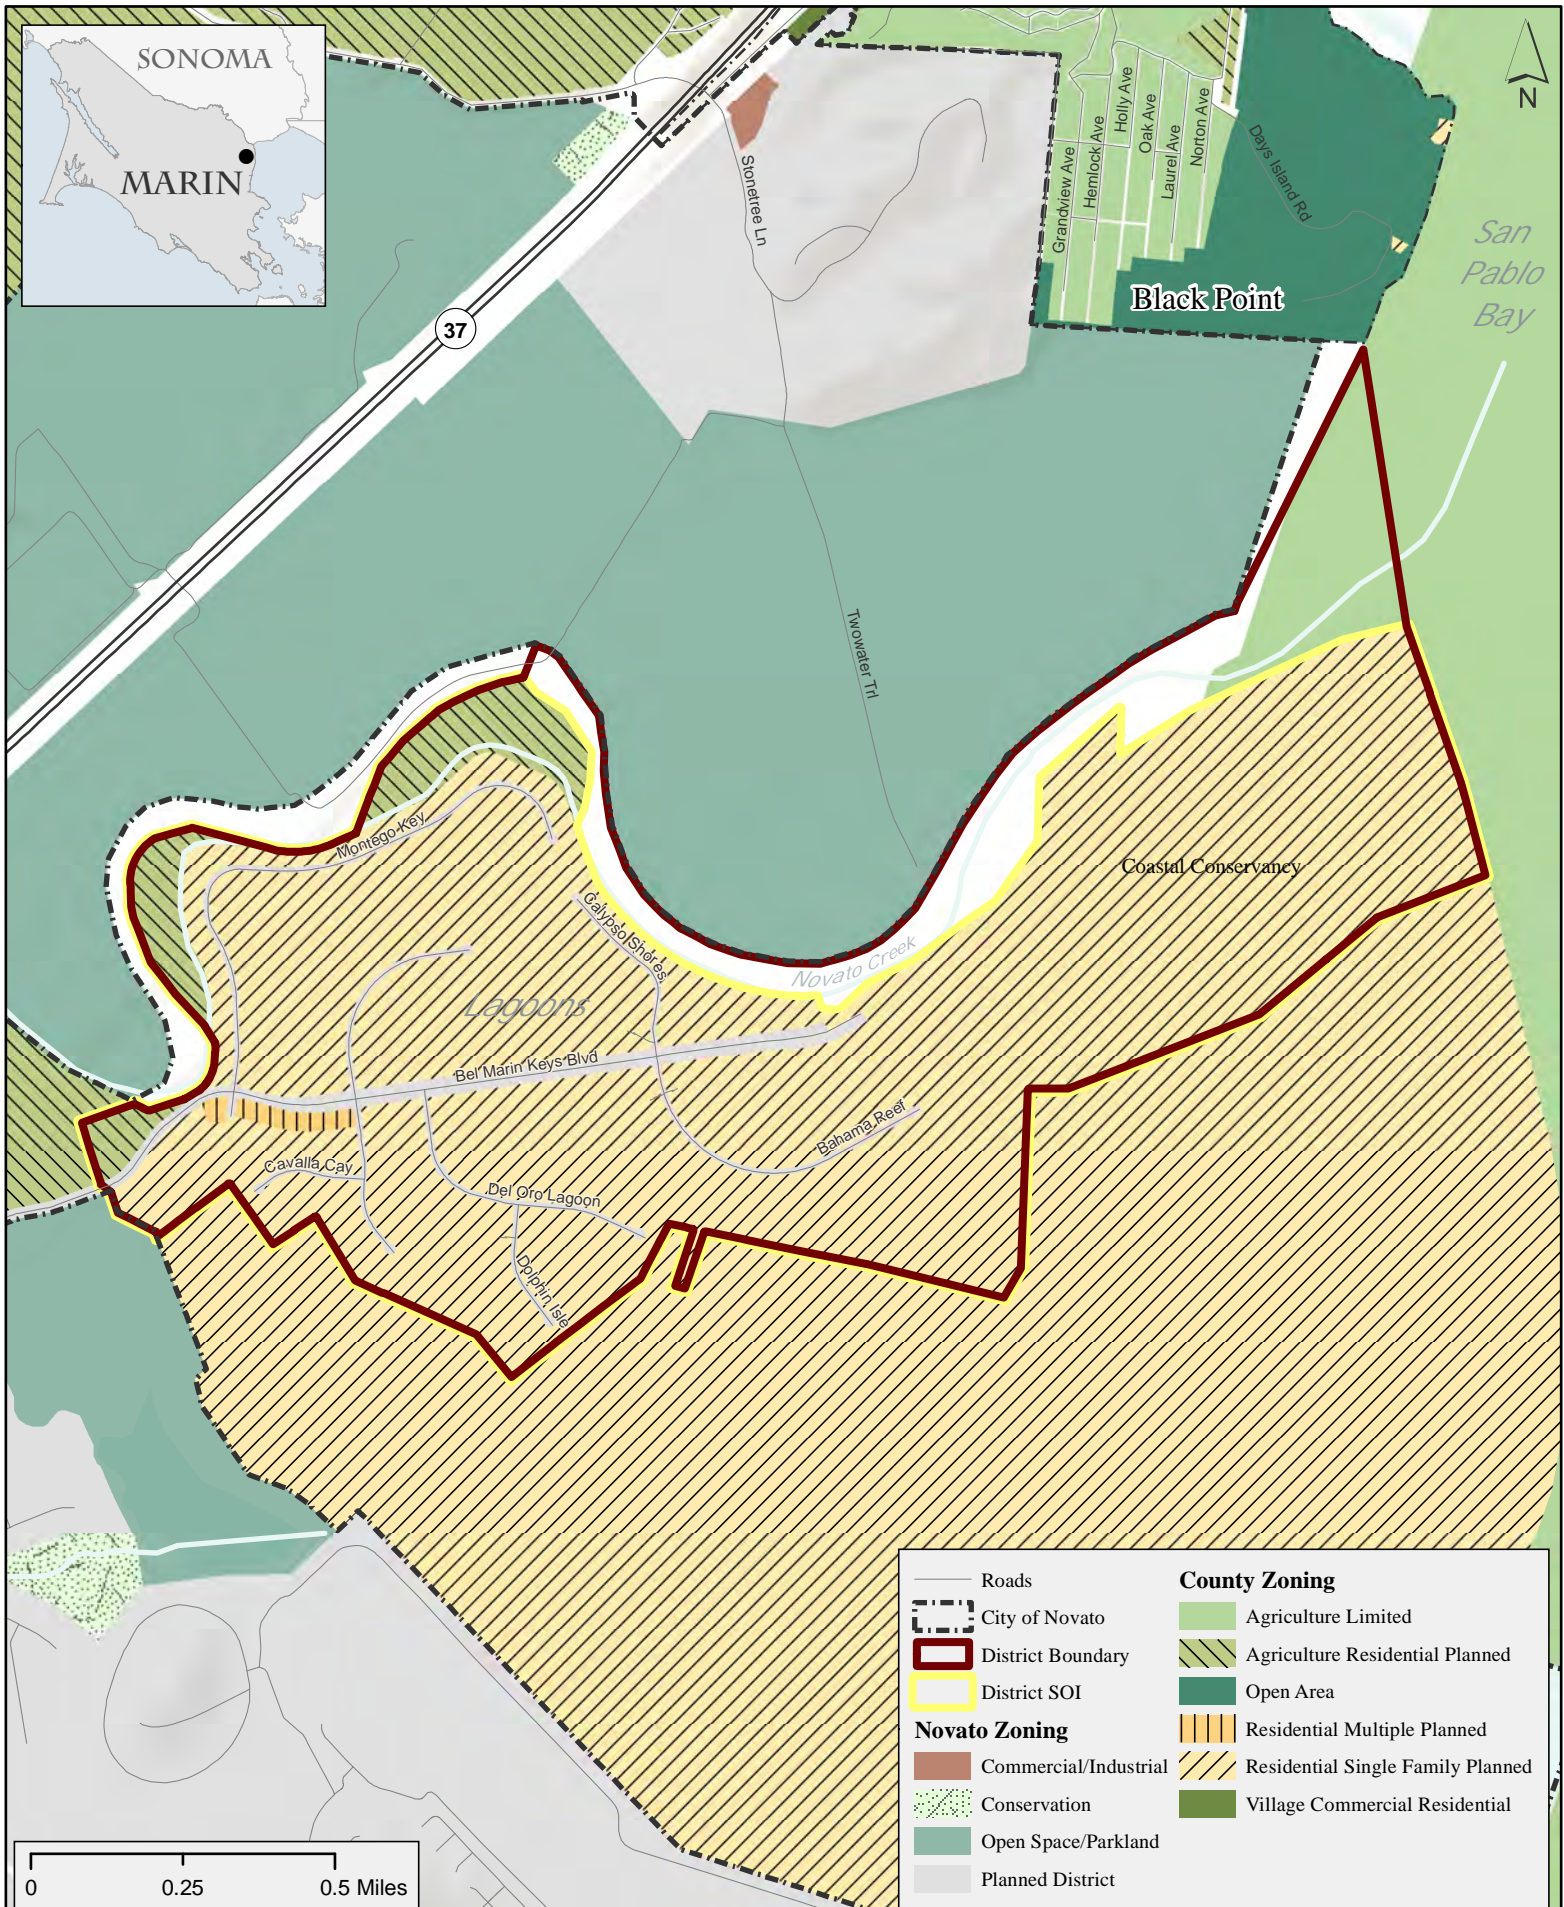 SONOMA
MARIN
N
San
Pablo
Bay
37
Stonetree Ln
Grandview Ave
Hemlock Ave
Holly Ave
Oak Ave
Laurel Ave
Norton Ave
Days Island Rd
Black Point
Twowater Trl
Montego Key
Calypso Shores
Coastal Conservancy
Novato Creek
Lagoons
Bel Marin Keys Blvd
Bahama Reef
Cavalla Cay
Del Oro Lagoon
Dolphin Isle
Roads
City of Novato
District Boundary
District SOI
Novato Zoning
Commercial/Industrial
Conservation
Open Space/Parkland
Planned District
County Zoning
Agriculture Limited
Agriculture Residential Planned
Open Area
Residential Multiple Planned
Residential Single Family Planned
Village Commercial Residential
0 0.25 0.5 Miles